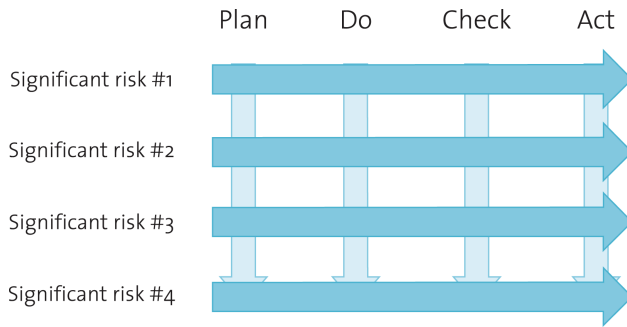 Plan Do Check Act
Significant risk #1
Significant risk #2
Significant risk #3
Significant risk #4